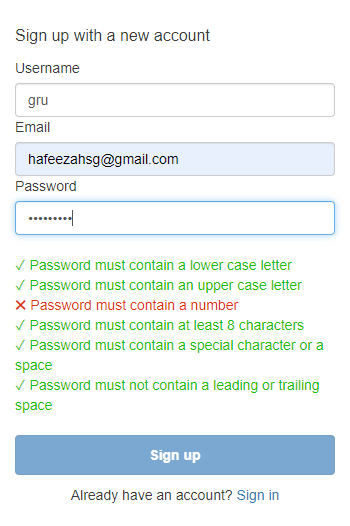 Sign up with a new account
Username
gru
Email
hafeezahsg@gmail.com
Password
•••••••••
✓ Password must contain a lower case letter
✓ Password must contain an upper case letter
✖ Password must contain a number
✓ Password must contain at least 8 characters
✓ Password must contain a special character or a
space
✓ Password must not contain a leading or trailing
space
Sign up
Already have an account? Sign in